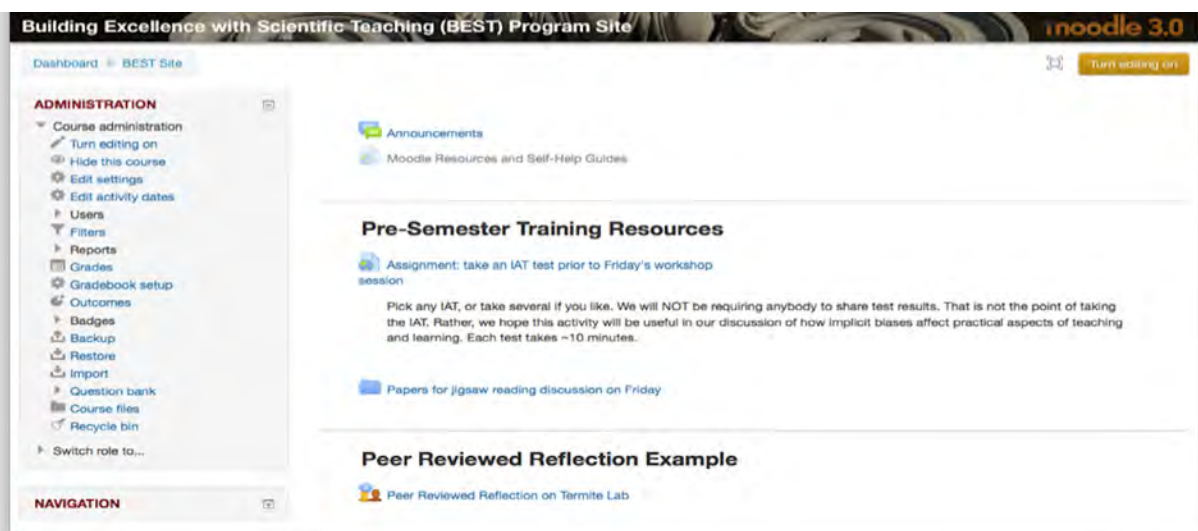 Building Excellence with Scientific Teaching (BEST) Program Site
moodle 3.0
Dashboard
BEST Site
Turn editing on
ADMINISTRATION
Course administration
Turn editing on
Hide this course
Edit settings
Edit activity dates
Users
Filters
Reports
Grades
Gradebook setup
Outcomes
Badges
Backup
Restore
Import
Question bank
Course files
Recycle bin
Switch role to...
NAVIGATION
Announcements
Moodle Resources and Self-Help Guides
Pre-Semester Training Resources
Assignment: take an IAT test prior to Friday's workshop
session
Pick any IAT, or take several if you like. We will NOT be requiring anybody to share test results. That is not the point of taking
the IAT. Rather, we hope this activity will be useful in our discussion of how implicit biases affect practical aspects of teaching
and learning. Each test takes ~10 minutes.
Papers for jigsaw reading discussion on Friday
Peer Reviewed Reflection Example
Peer Reviewed Reflection on Termite Lab